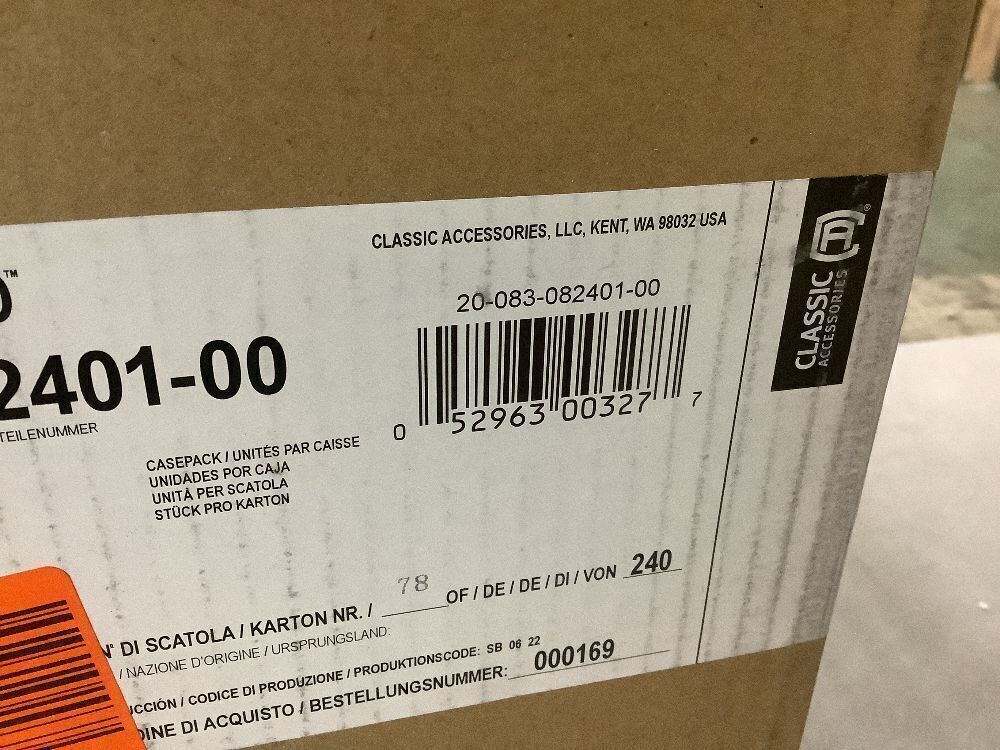 CLASSIC ACCESSORIES, LLC, KENT, WA 98032 USA
™
20-083-082401-00
2401-00
TEILENUMMER
0 52963 00327 7
CLASSIC
ACCESSORIES
®
CASEPACK / UNITÉS PAR CAISSE
UNIDADES POR CAJA
UNITÀ PER SCATOLA
STÜCK PRO KARTON
N° DI SCATOLA / KARTON NR. / 78 OF / DE / DE / DI / VON 240
/ NAZIONE D'ORIGINE / URSPRUNGSLAND:
CCIÓN / CODICE DI PRODUZIONE / PRODUKTIONSCODE: SB 06 22
DINE DI ACQUISTO / BESTELLUNGSNUMMER: 000169